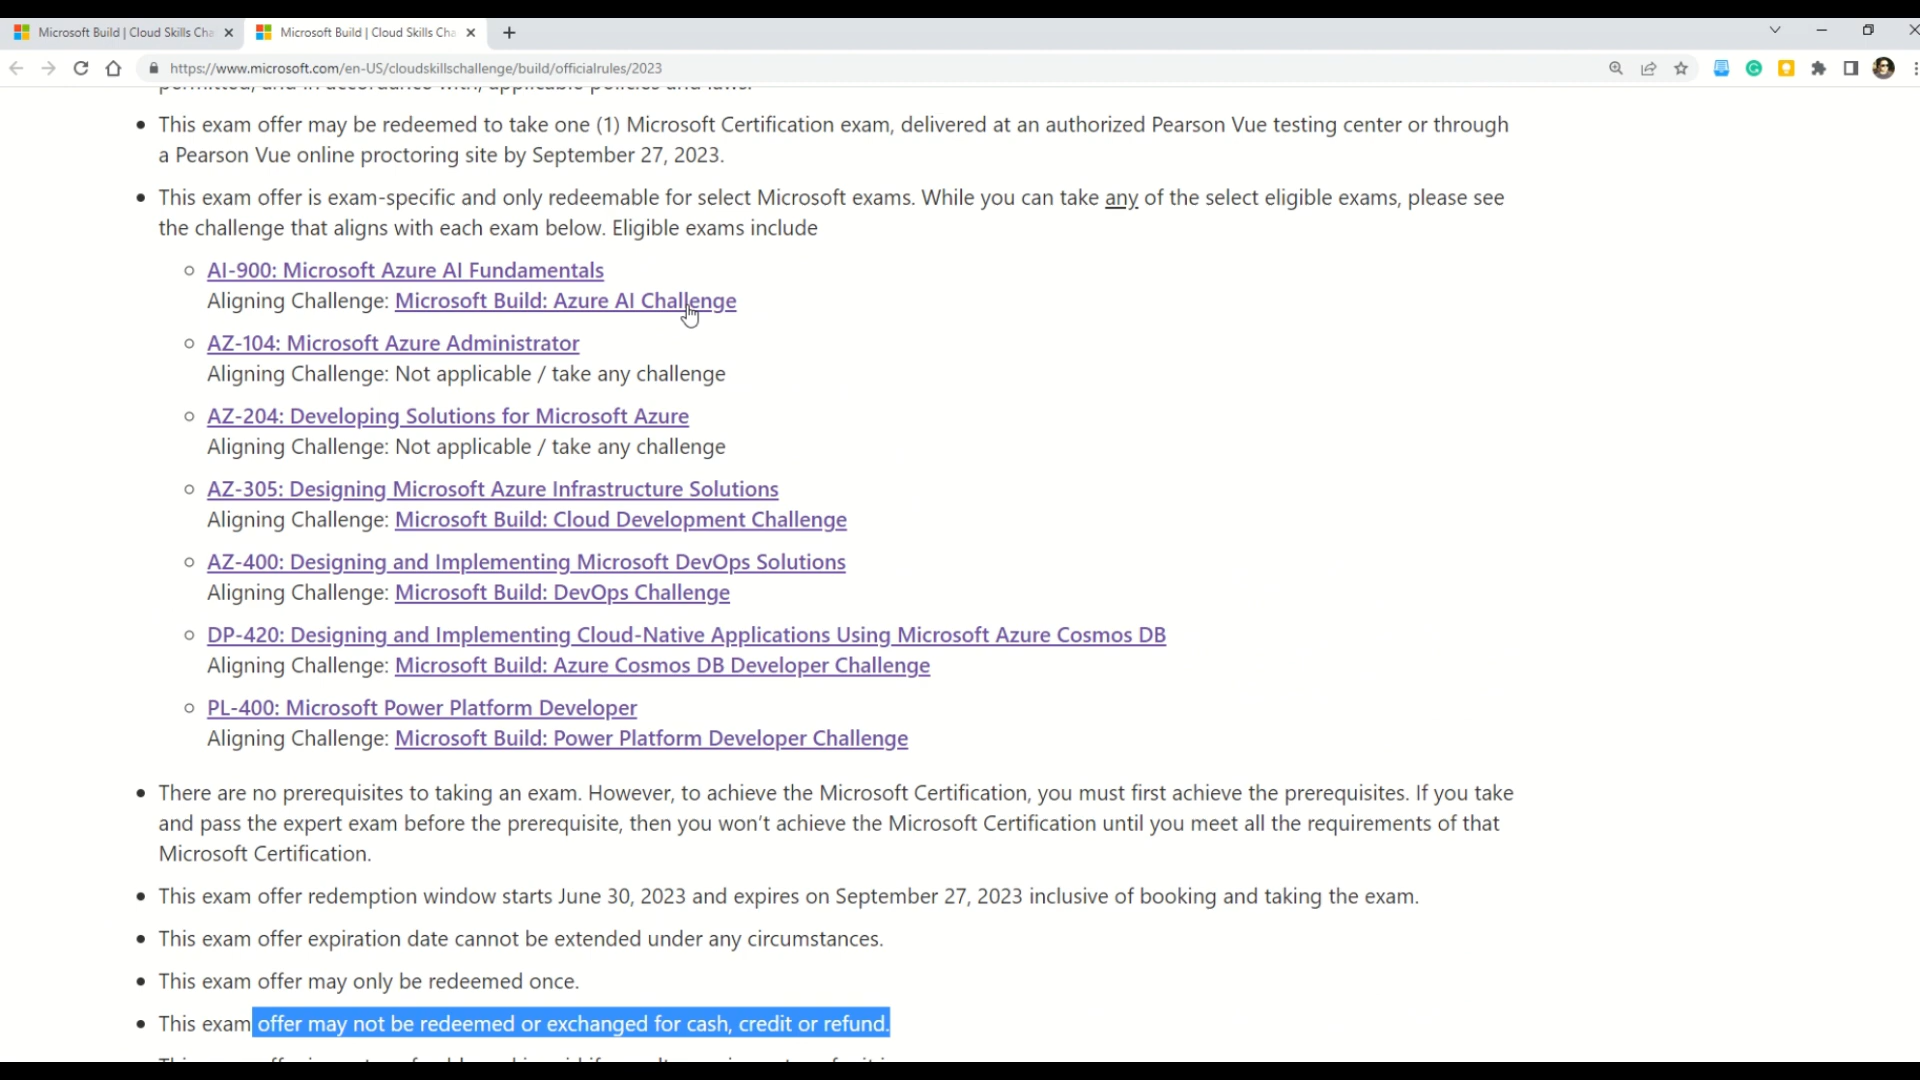 Microsoft Build | Cloud Skills Cha
Microsoft Build | Cloud Skills Cha
https://www.microsoft.com/en-US/cloudskillschallenge/build/officialrules/2023
permitted, and in accordance with, applicable policies and laws.
This exam offer may be redeemed to take one (1) Microsoft Certification exam, delivered at an authorized Pearson Vue testing center or through
a Pearson Vue online proctoring site by September 27, 2023.
This exam offer is exam-specific and only redeemable for select Microsoft exams. While you can take any of the select eligible exams, please see
the challenge that aligns with each exam below. Eligible exams include
AI-900: Microsoft Azure AI Fundamentals
Aligning Challenge: Microsoft Build: Azure AI Challenge
AZ-104: Microsoft Azure Administrator
Aligning Challenge: Not applicable / take any challenge
AZ-204: Developing Solutions for Microsoft Azure
Aligning Challenge: Not applicable / take any challenge
AZ-305: Designing Microsoft Azure Infrastructure Solutions
Aligning Challenge: Microsoft Build: Cloud Development Challenge
AZ-400: Designing and Implementing Microsoft DevOps Solutions
Aligning Challenge: Microsoft Build: DevOps Challenge
DP-420: Designing and Implementing Cloud-Native Applications Using Microsoft Azure Cosmos DB
Aligning Challenge: Microsoft Build: Azure Cosmos DB Developer Challenge
PL-400: Microsoft Power Platform Developer
Aligning Challenge: Microsoft Build: Power Platform Developer Challenge
There are no prerequisites to taking an exam. However, to achieve the Microsoft Certification, you must first achieve the prerequisites. If you take
and pass the expert exam before the prerequisite, then you won't achieve the Microsoft Certification until you meet all the requirements of that
Microsoft Certification.
This exam offer redemption window starts June 30, 2023 and expires on September 27, 2023 inclusive of booking and taking the exam.
This exam offer expiration date cannot be extended under any circumstances.
This exam offer may only be redeemed once.
This exam offer may not be redeemed or exchanged for cash, credit or refund.